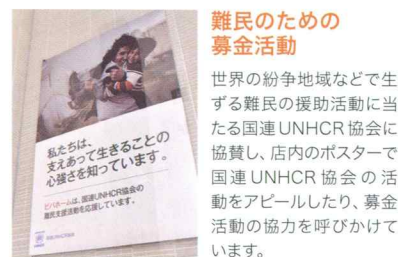 難民のための
募金活動
世界の紛争地域などで生
ずる難民の援助活動に当
たる国連UNHCR協会に
協賛し、店内のポスターで
国連UNHCR協会の活
動をアピールしたり、募金
活動の協力を呼びかけて
います。
私たちは、
支えあって生きることの
心強さを知っています。
ビバホームは、国連UNHCR協会の
難民支援活動を応援しています。